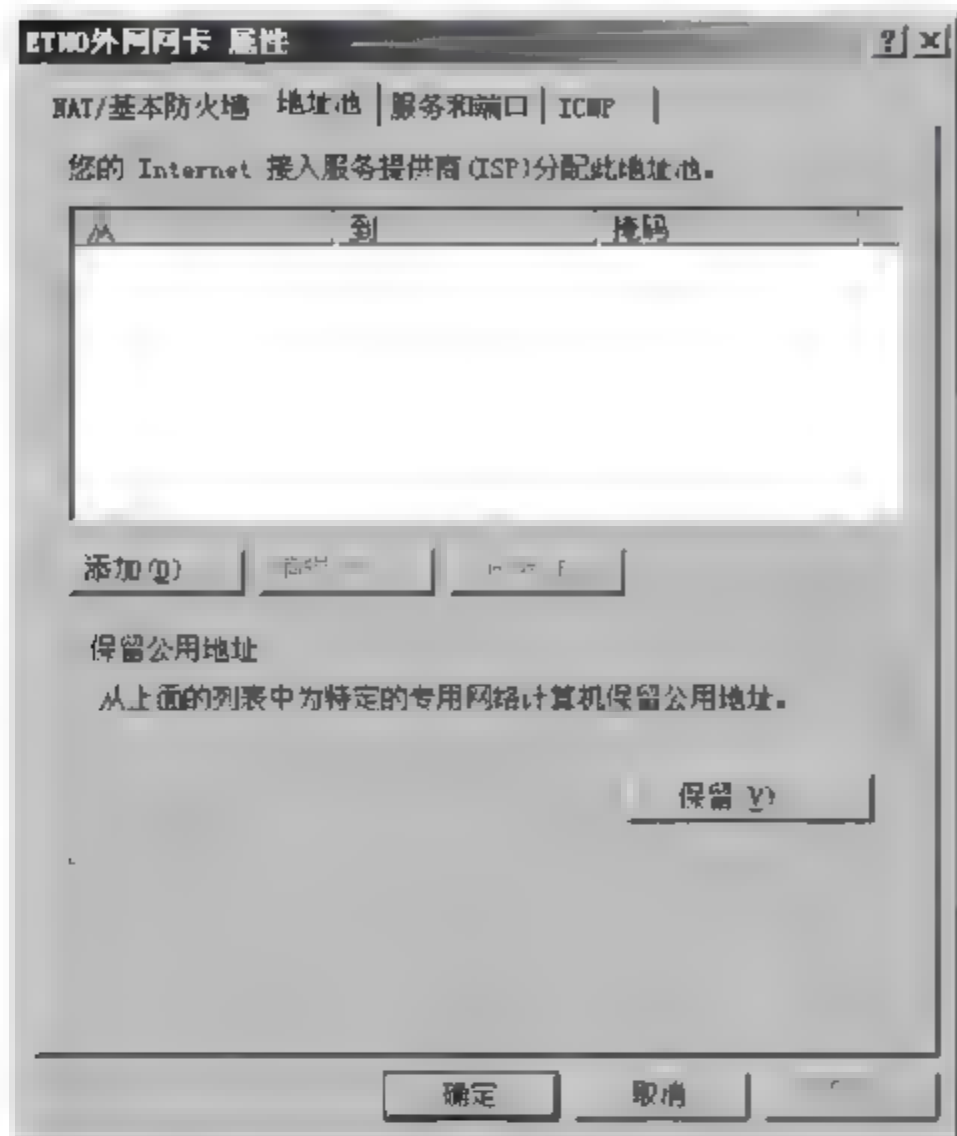 ETH0外网网卡 属性
NAT/基本防火墙 地址池 服务和端口 ICMP
您的 Internet 接入服务提供商(ISP)分配此地址池。
从 到 掩码
添加(D)
保留公用地址
从上面的列表中为特定的专用网络计算机保留公用地址。
保留 V)
确定 取消